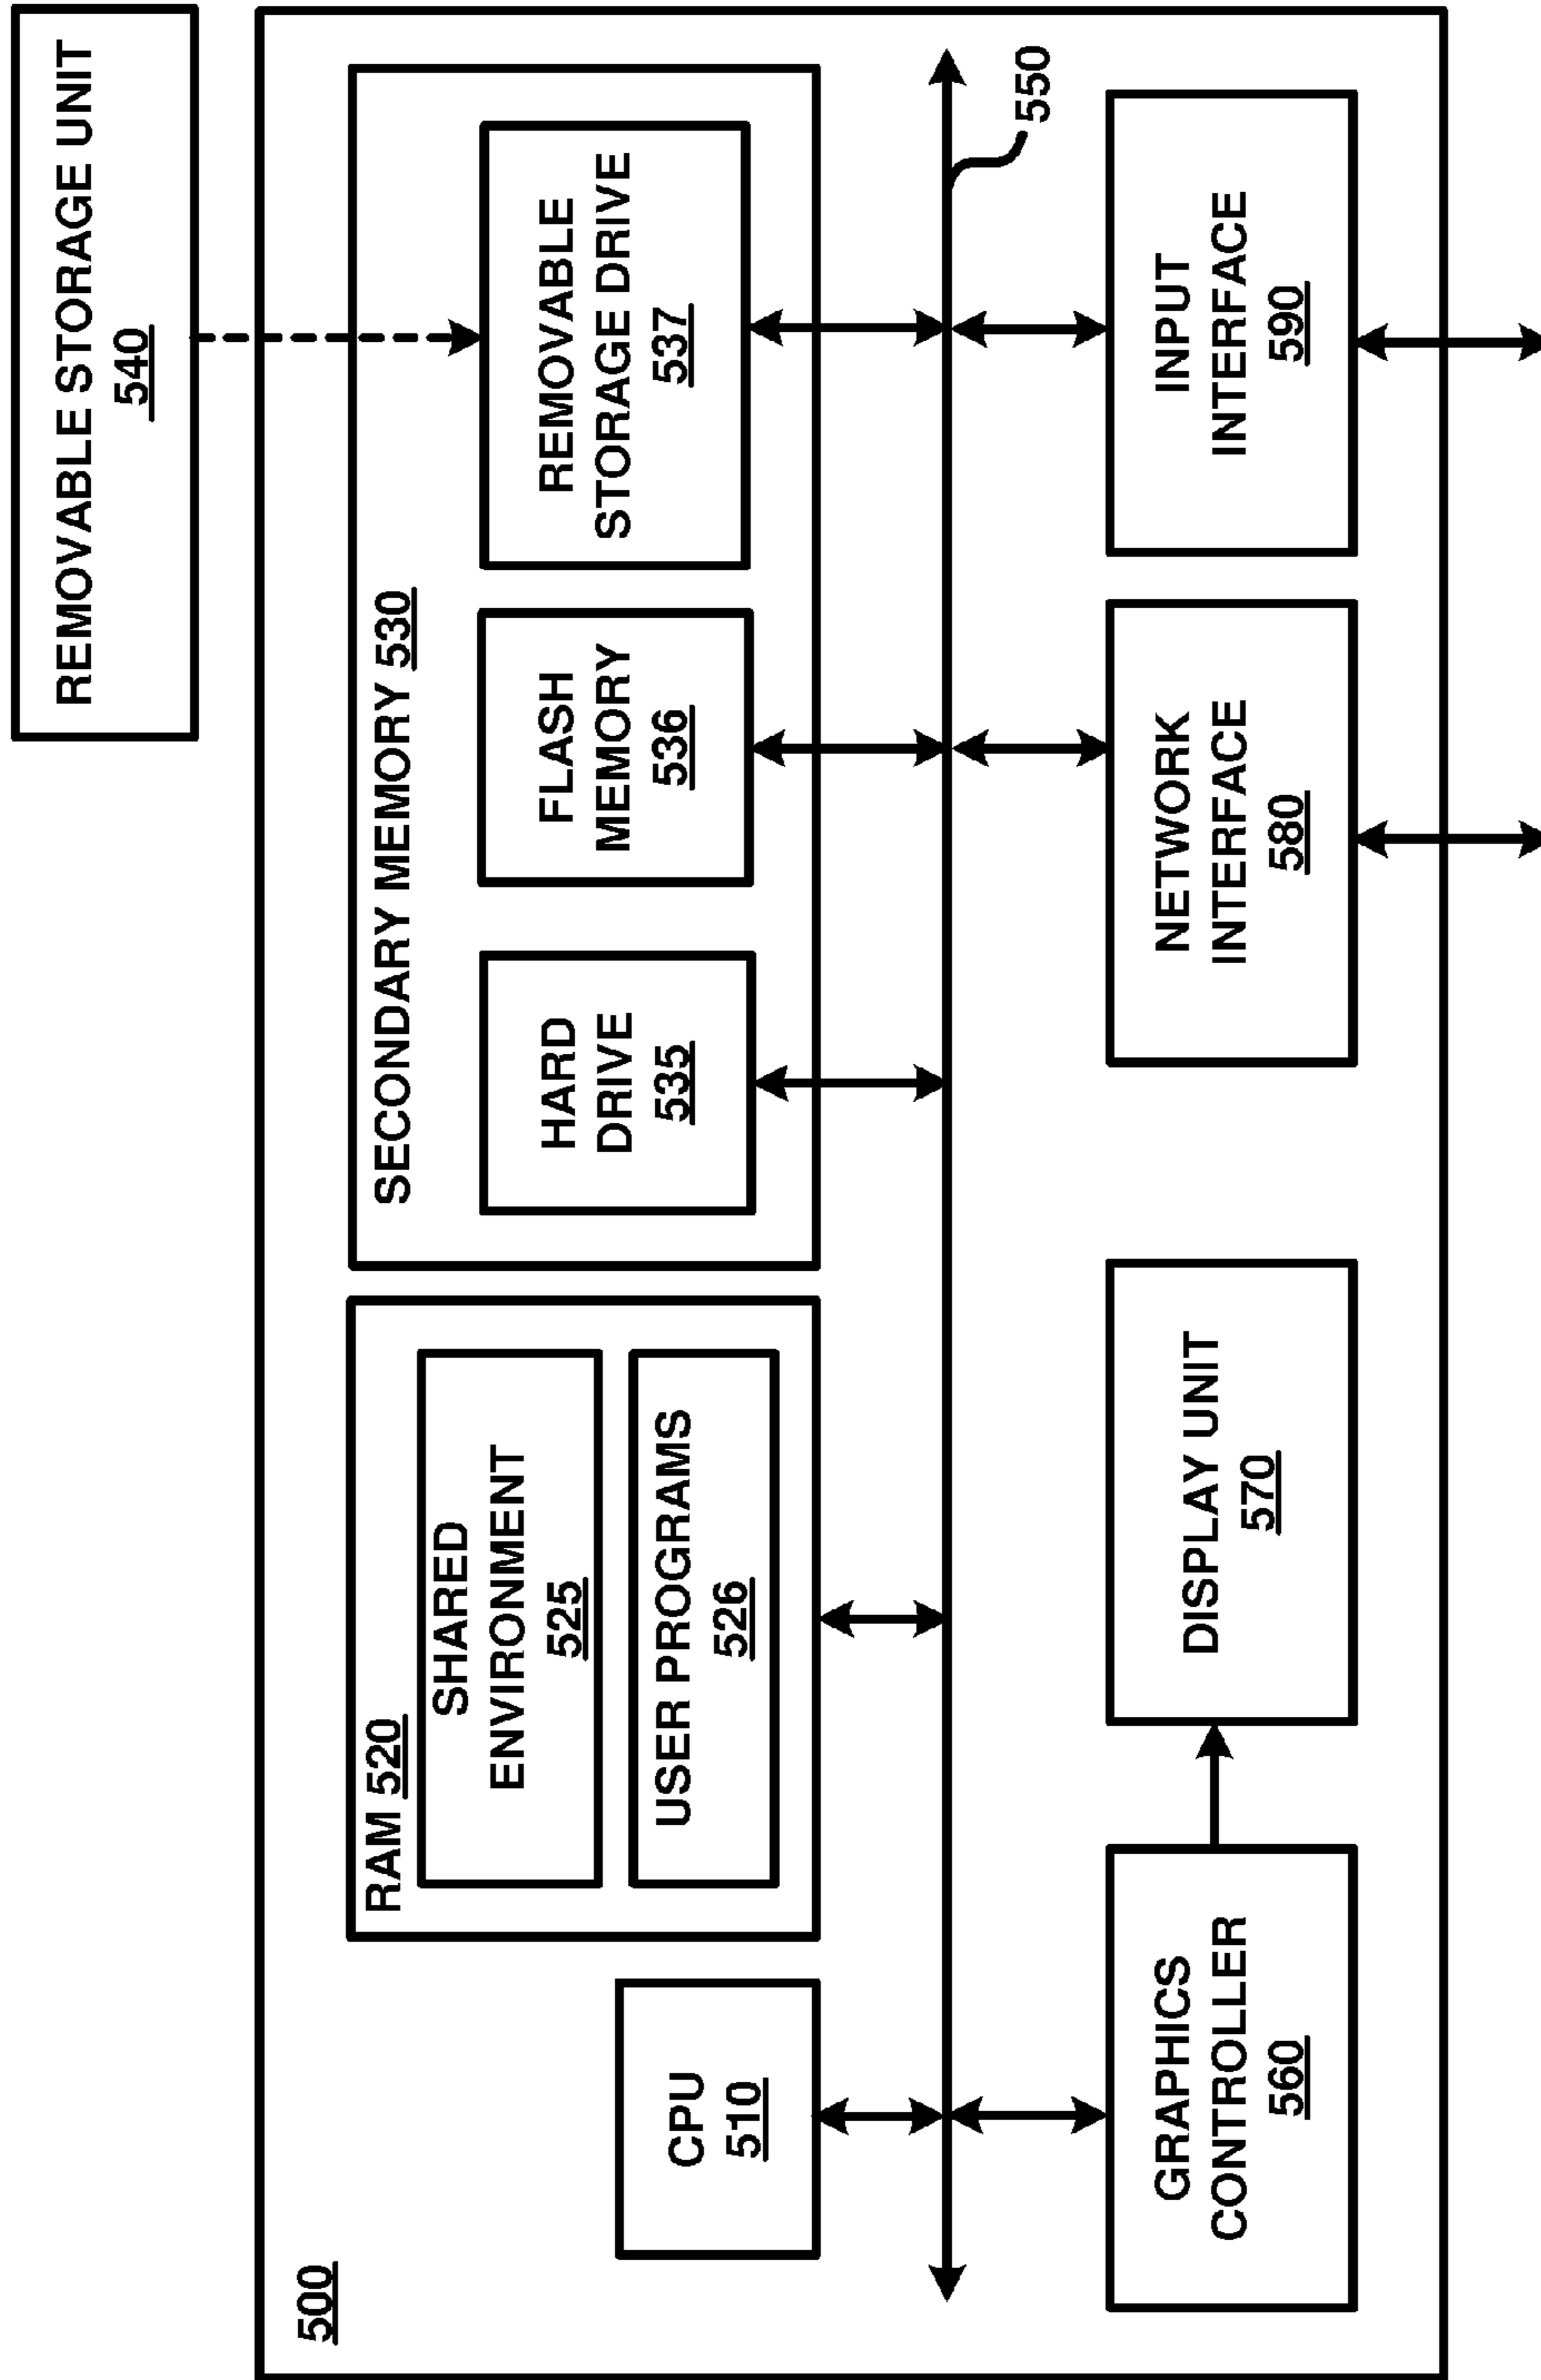 REMOVABLE STORAGE UNIT
540
500
RAM 520
SHARED
ENVIRONMENT
525
USER PROGRAMS
526
SECONDARY MEMORY 530
HARD
DRIVE
535
FLASH
MEMORY
536
REMOVABLE
STORAGE DRIVE
537
CPU
510
550
GRAPHICS
CONTROLLER
560
DISPLAY UNIT
570
NETWORK
INTERFACE
580
INPUT
INTERFACE
590